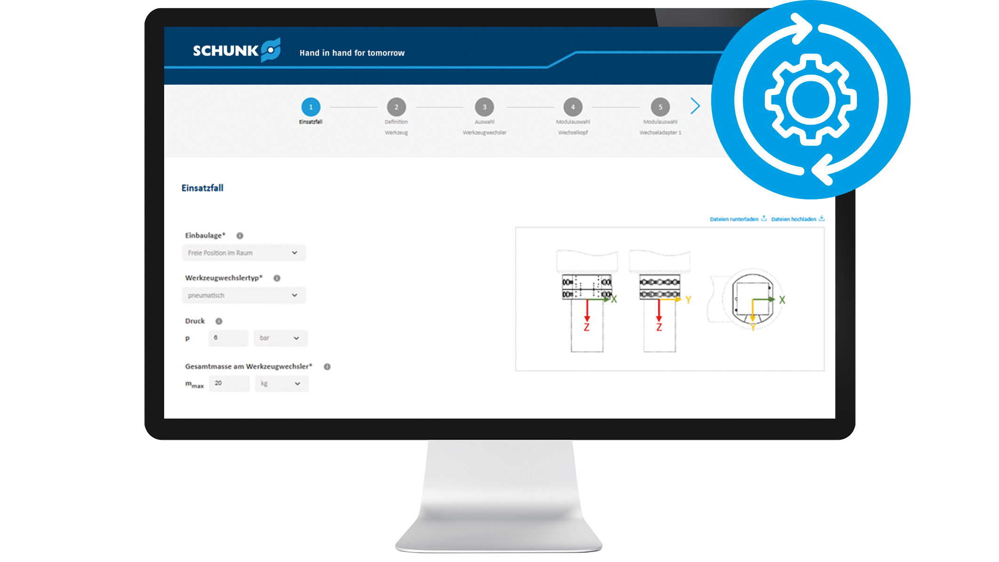 SCHUNK
Hand in hand for tomorrow
1
2
3
4
5
Einsatzfall
Definition
Werkzeug
Auswahl
Werkzeugwechsler
Modulauswahl
Wechselkopf
Modulauswahl
Wechseladapter 1
Einsatzfall
Dateien runterladen
Dateien hochladen
Einbaulage*
Freie Position im Raum
Werkzeugwechslertyp*
pneumatisch
Druck
p 6 bar
Gesamtmasse am Werkzeugwechsler*
mmax 20 kg
X
Z
Y
Z
X
Y